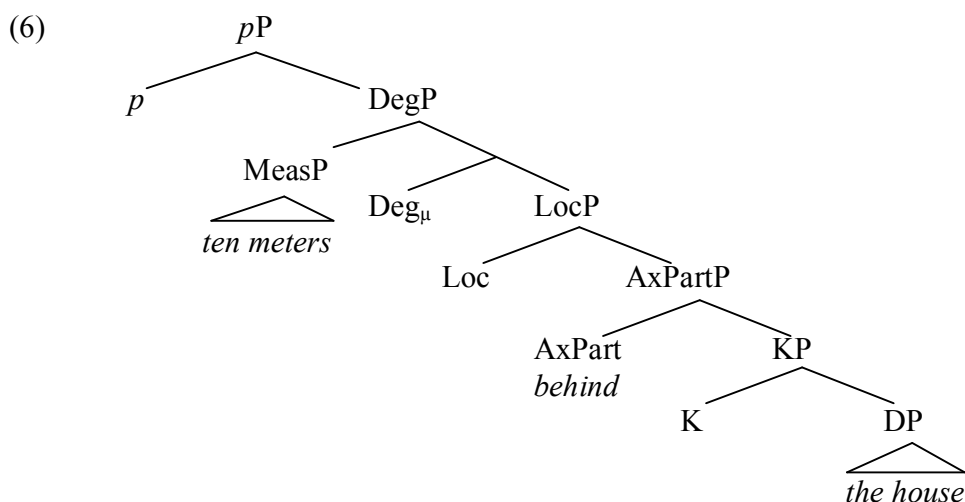 (6)
pP
p DegP
MeasP
ten meters
Degμ LocP
Loc AxPartP
AxPart KP
behind
K DP
the house